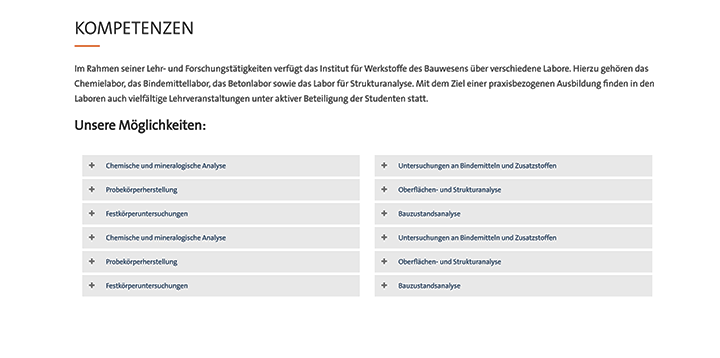 KOMPETENZEN
Im Rahmen seiner Lehr- und Forschungstätigkeiten verfügt das Institut für Werkstoffe des Bauwesens über verschiedene Labore. Hierzu gehören das
Chemielabor, das Bindemittellabor, das Betonlabor sowie das Labor für Strukturanalyse. Mit dem Ziel einer praxisbezogenen Ausbildung finden in den
Laboren auch vielfältige Lehrveranstaltungen unter aktiver Beteiligung der Studenten statt.
Unsere Möglichkeiten:
+ Chemische und mineralogische Analyse
+ Probekörperherstellung
+ Festkörperuntersuchungen
+ Chemische und mineralogische Analyse
+ Probekörperherstellung
+ Festkörperuntersuchungen
+ Untersuchungen an Bindemitteln und Zusatzstoffen
+ Oberflächen- und Strukturanalyse
+ Bauzustandsanalyse
+ Untersuchungen an Bindemitteln und Zusatzstoffen
+ Oberflächen- und Strukturanalyse
+ Bauzustandsanalyse